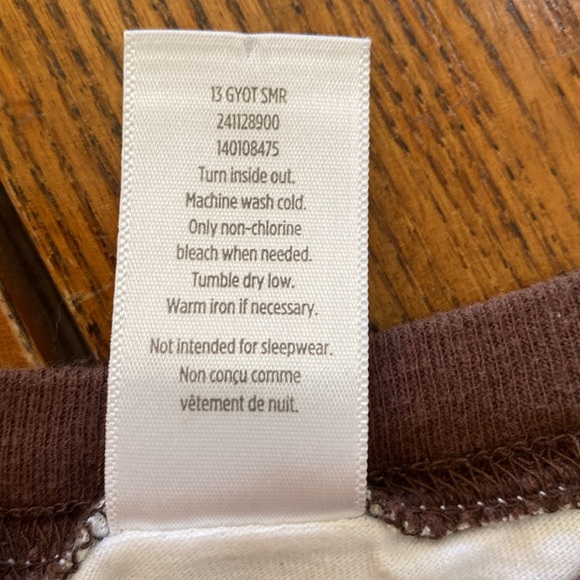 13 GYOT SMR
241128900
140108475
Turn inside out.
Machine wash cold.
Only non-chlorine
bleach when needed.
Tumble dry low.
Warm iron if necessary.
Not intended for sleepwear.
Non conçu comme
vêtement de nuit.